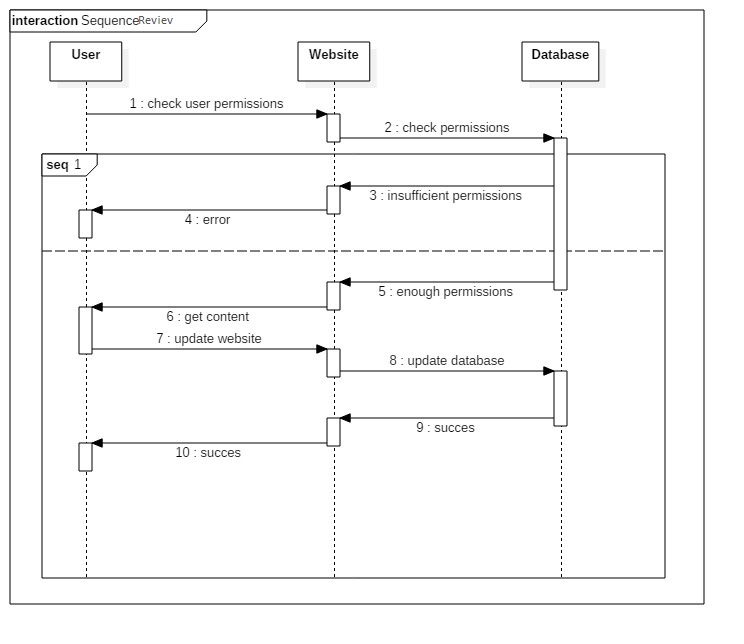 interaction SequenceReviev
User
Website
Database
1 : check user permissions
2 : check permissions
seq 1
3 : insufficient permissions
4 : error
5 : enough permissions
6 : get content
7 : update website
8 : update database
9 : succes
10 : succes